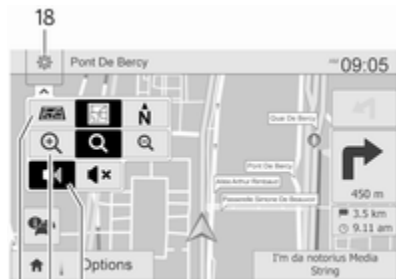 18
Pont De Bercy
AM 09:05
N
Quai De Bercy
Pont De Bercy
Allée Arthur Rimbaud
Passerelle Simone De Beauvoir
450 m
3.5 km
9.11 am
Options
I'm da notorius Media
String